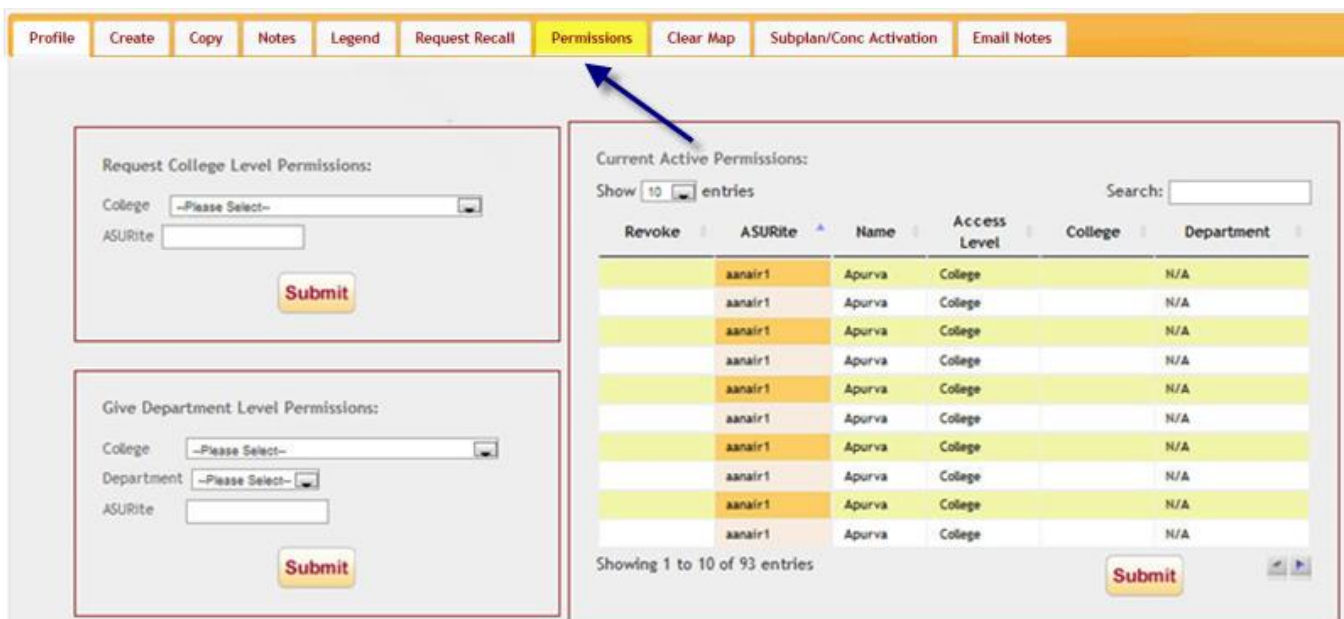 Profile Create Copy Notes Legend Request Recall Permissions Clear Map Subplan/Conc Activation Email Notes
Request College Level Permissions:
College --Please Select--
ASURite
Submit
Give Department Level Permissions:
College --Please Select--
Department --Please Select--
ASURite
Submit
Current Active Permissions:
Show 10 entries Search:
Revoke ASURite Name Access Level College Department
aanair1 Apurva College N/A
aanair1 Apurva College N/A
aanair1 Apurva College N/A
aanair1 Apurva College N/A
aanair1 Apurva College N/A
aanair1 Apurva College N/A
aanair1 Apurva College N/A
aanair1 Apurva College N/A
aanair1 Apurva College N/A
aanair1 Apurva College N/A
Showing 1 to 10 of 93 entries
Submit